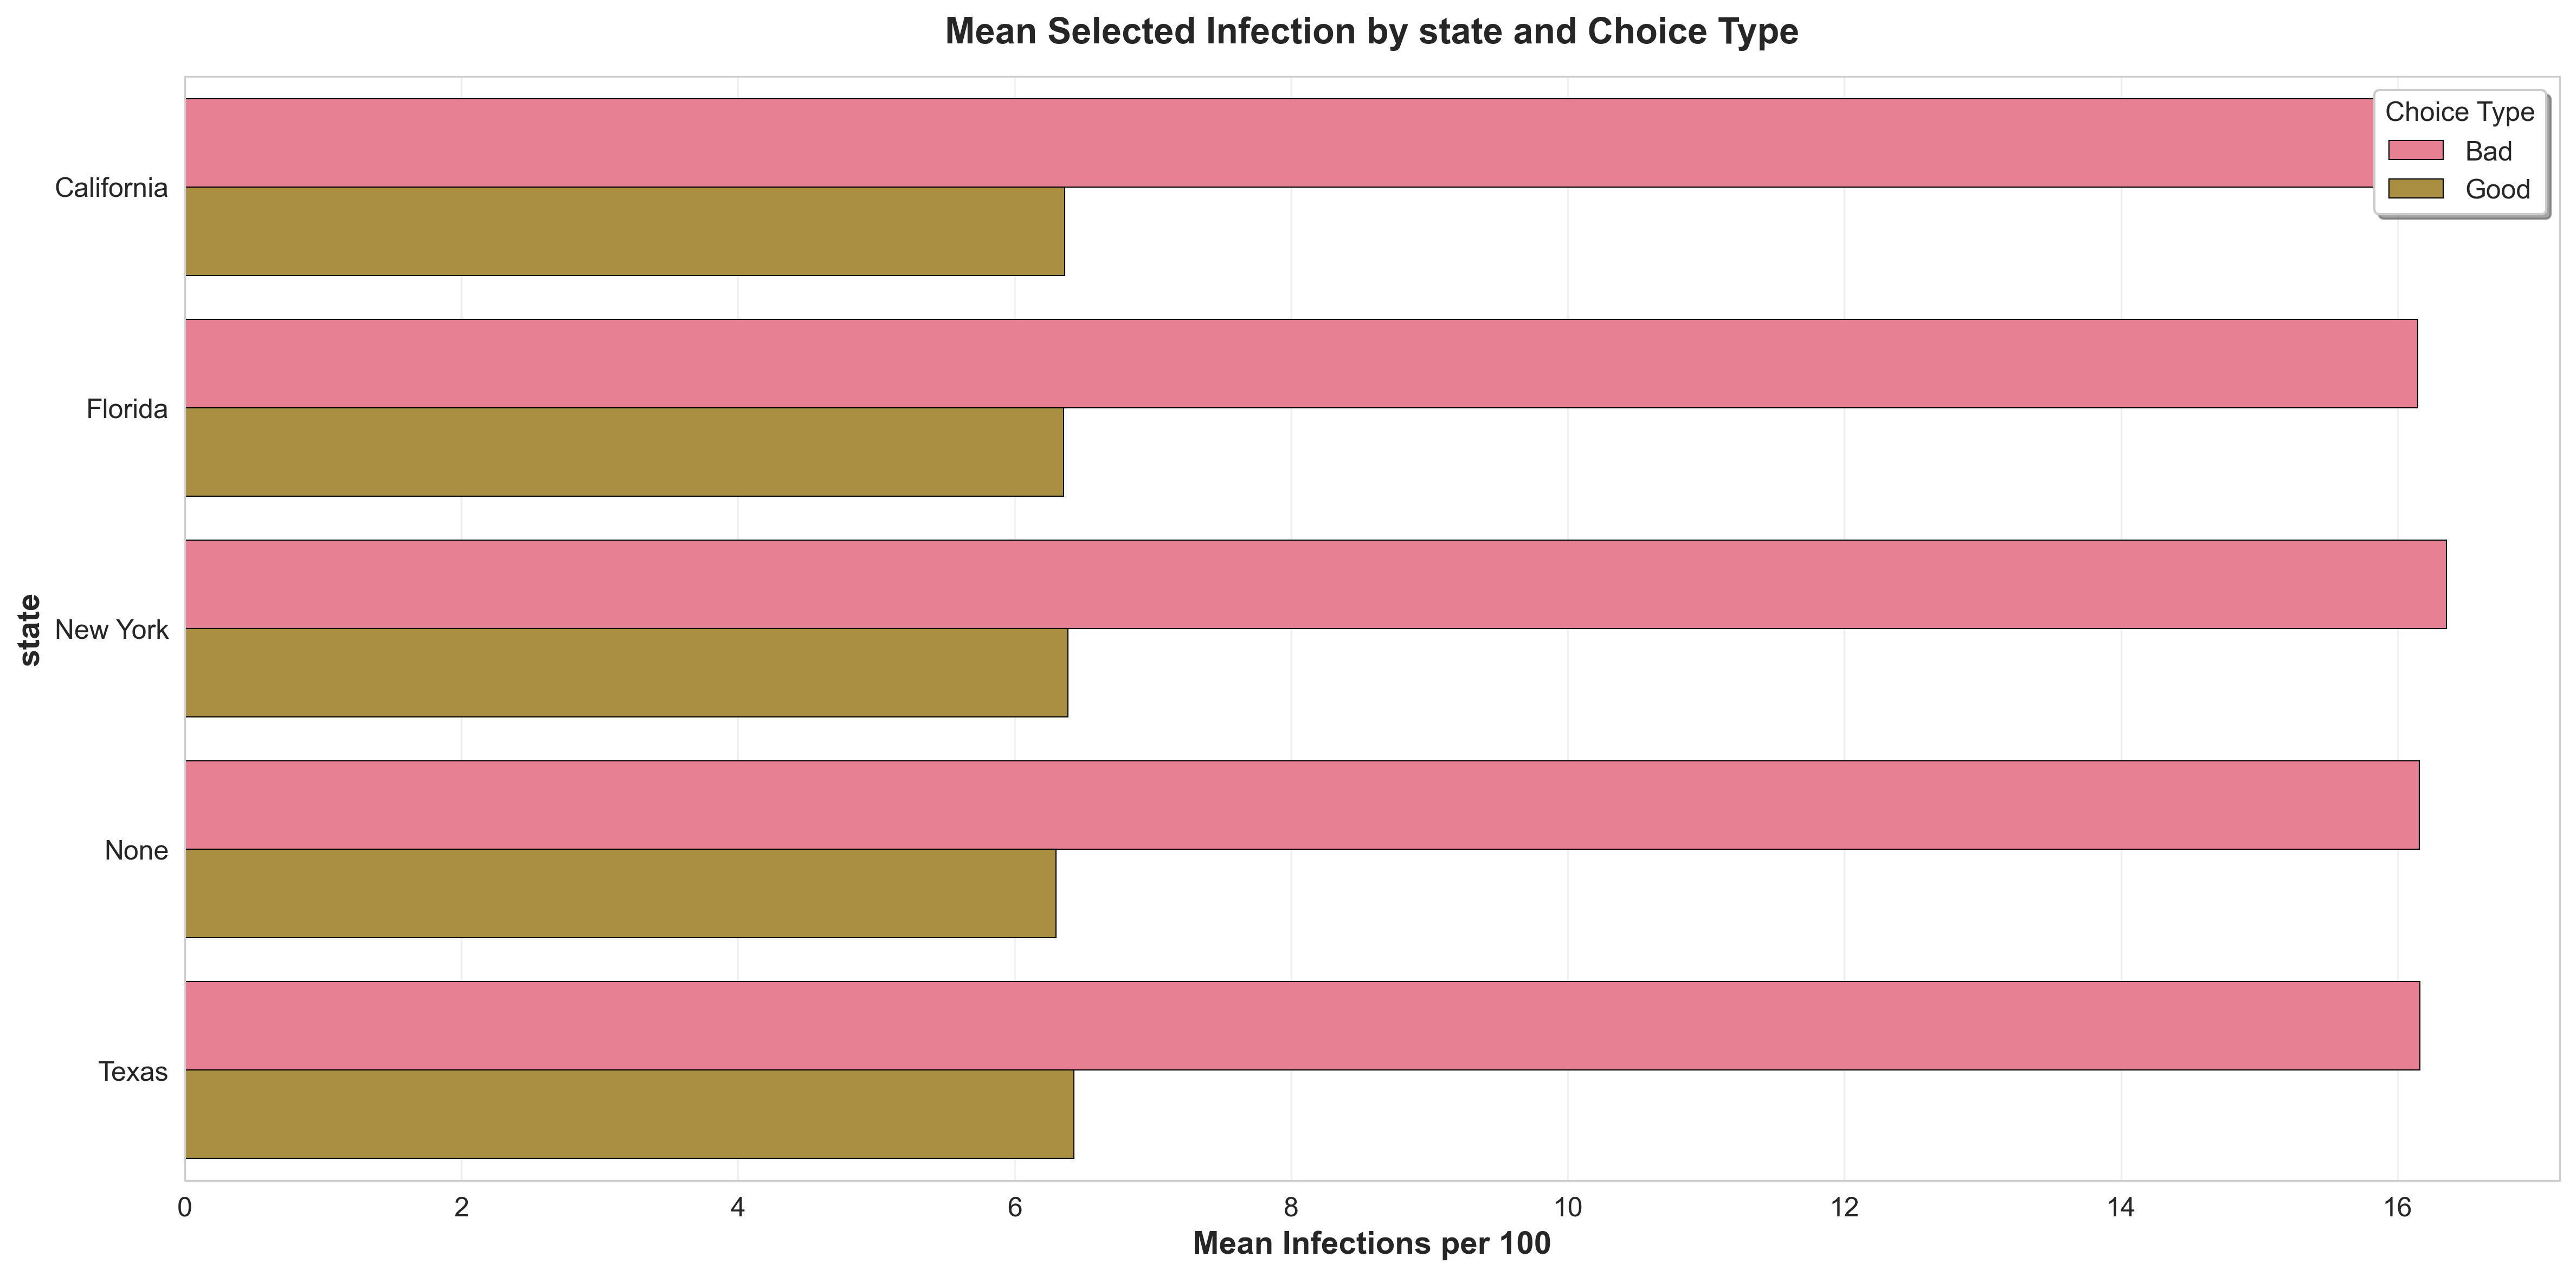 Mean Selected Infection by state and Choice Type
Choice Type
Bad
Good
California
Florida
New York
None
Texas
state
0 2 4 6 8 10 12 14 16
Mean Infections per 100